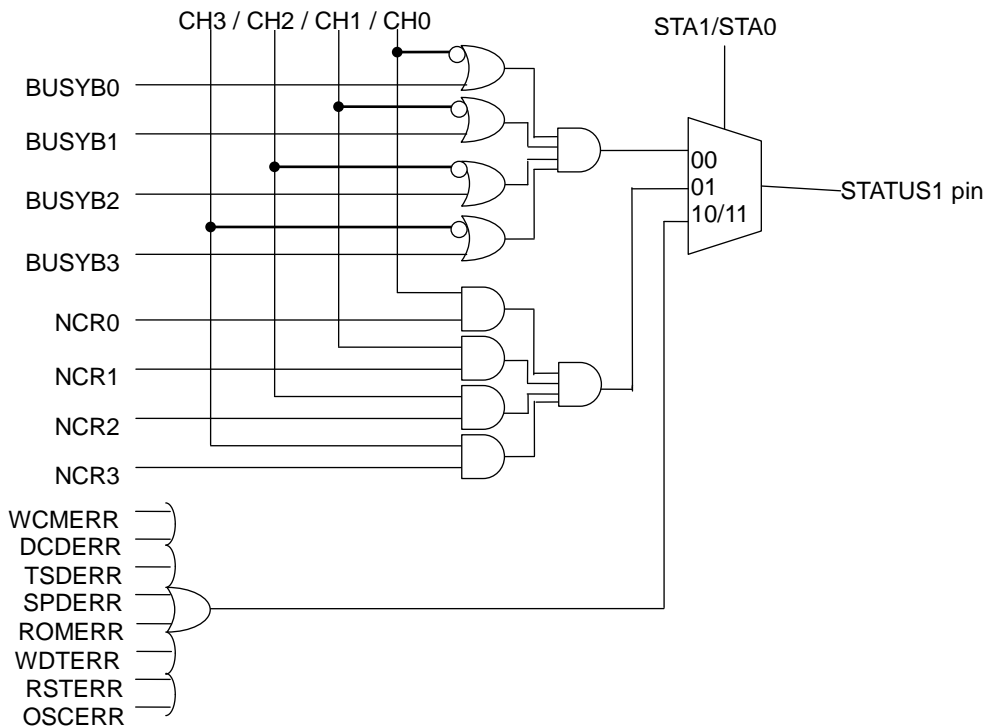 CH3 / CH2 / CH1 / CH0
STA1/STA0
BUSYB0
BUSYB1
BUSYB2
BUSYB3
00
01
10/11
STATUS1 pin
NCR0
NCR1
NCR2
NCR3
WCMERR
DCDERR
TSDERR
SPDERR
ROMERR
WDTERR
RSTERR
OSCERR